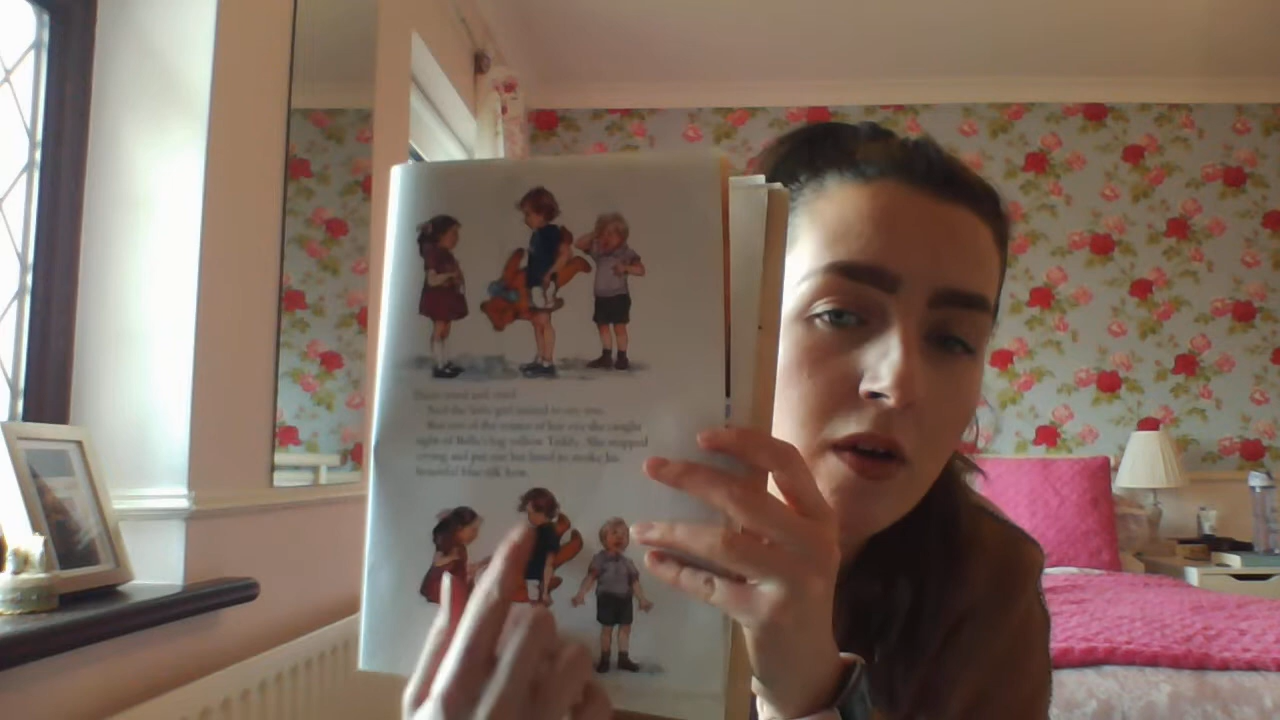 Dave cried and cried.
And the little girl started to cry too.
But out of the corner of her eye she caught
sight of Bella's big yellow Teddy. She stopped
crying and put out her hand to stroke his
beautiful blue silk bow.